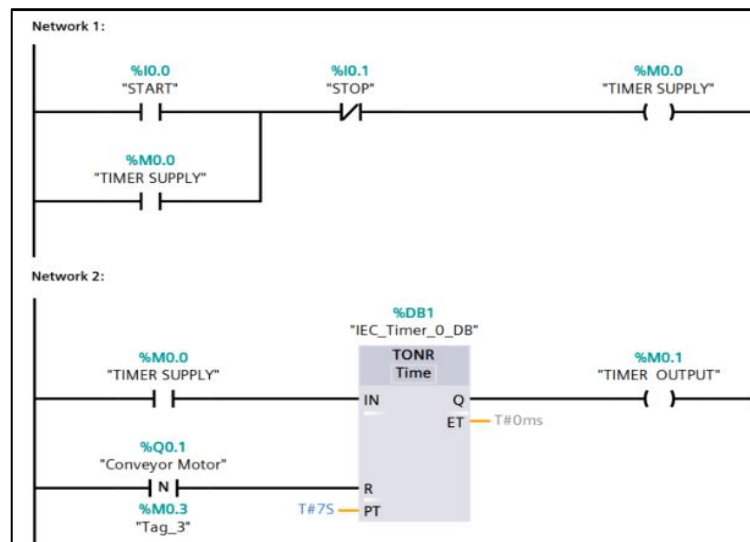 Network 1:
%I0.0
"START"
%I0.1
"STOP"
%M0.0
"TIMER SUPPLY"
%M0.0
"TIMER SUPPLY"
Network 2:
%DB1
"IEC_Timer_0_DB"
TONR
Time
%M0.0
"TIMER SUPPLY"
%M0.1
"TIMER OUTPUT"
IN
Q
ET
T#0ms
%Q0.1
"Conveyor Motor"
N
R
%M0.3
"Tag_3"
T#7S
PT